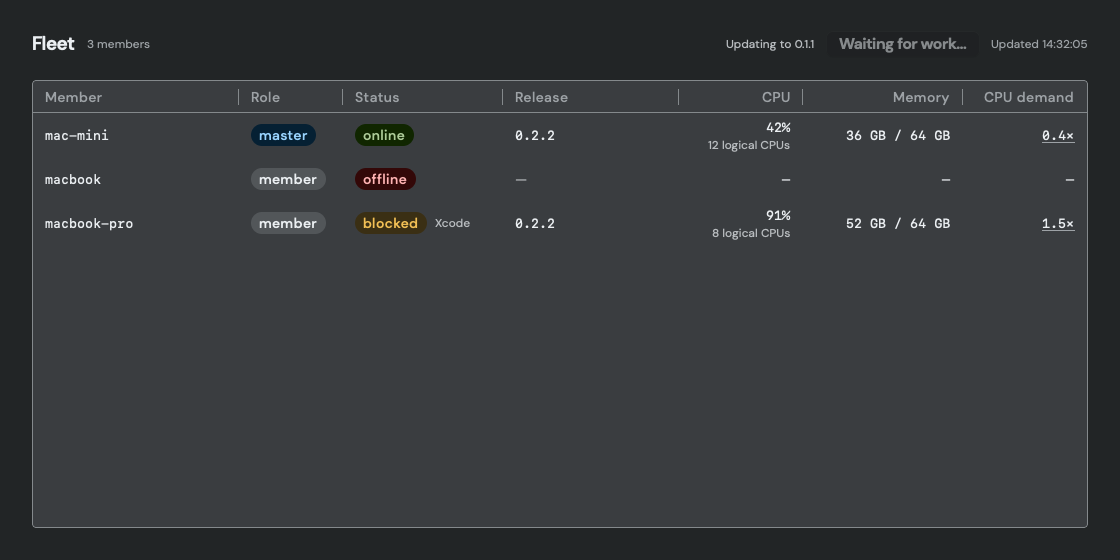 Fleet 3 members Updating to 0.1.1 Waiting for work... Updated 14:32:05
Member Role Status Release CPU Memory CPU demand
mac-mini master online 0.2.2 42% 36 GB / 64 GB 0.4×
12 logical CPUs
macbook member offline — — — —
macbook-pro member blocked Xcode 0.2.2 91% 52 GB / 64 GB 1.5×
8 logical CPUs